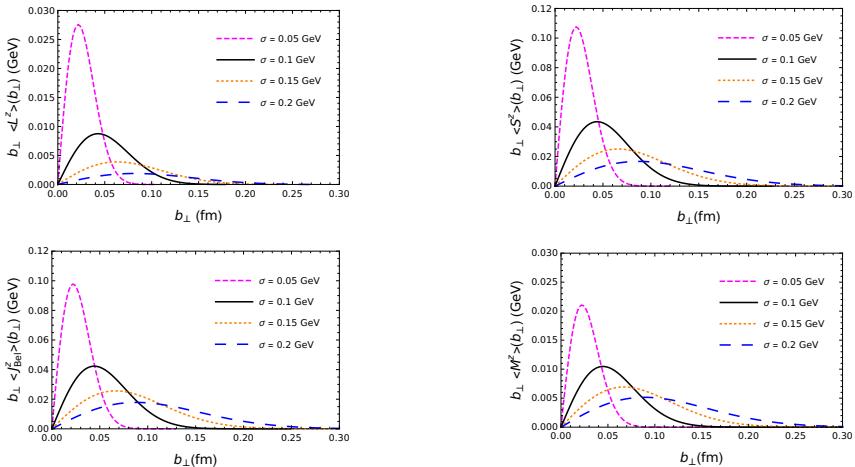 b⊥ <L^z>(b⊥) (GeV)
0.030
0.025
0.020
0.015
0.010
0.005
0.000
0.00 0.05 0.10 0.15 0.20 0.25 0.30
b⊥ (fm)
σ = 0.05 GeV
σ = 0.1 GeV
σ = 0.15 GeV
σ = 0.2 GeV
b⊥ <S^z>(b⊥) (GeV)
0.12
0.10
0.08
0.06
0.04
0.02
0.00
0.00 0.05 0.10 0.15 0.20 0.25 0.30
b⊥ (fm)
σ = 0.05 GeV
σ = 0.1 GeV
σ = 0.15 GeV
σ = 0.2 GeV
b⊥ <J^z_Bel>(b⊥) (GeV)
0.12
0.10
0.08
0.06
0.04
0.02
0.00
0.00 0.05 0.10 0.15 0.20 0.25 0.30
b⊥(fm)
σ = 0.05 GeV
σ = 0.1 GeV
σ = 0.15 GeV
σ = 0.2 GeV
b⊥ <M^z>(b⊥) (GeV)
0.030
0.025
0.020
0.015
0.010
0.005
0.000
0.00 0.05 0.10 0.15 0.20 0.25 0.30
b⊥ (fm)
σ = 0.05 GeV
σ = 0.1 GeV
σ = 0.15 GeV
σ = 0.2 GeV